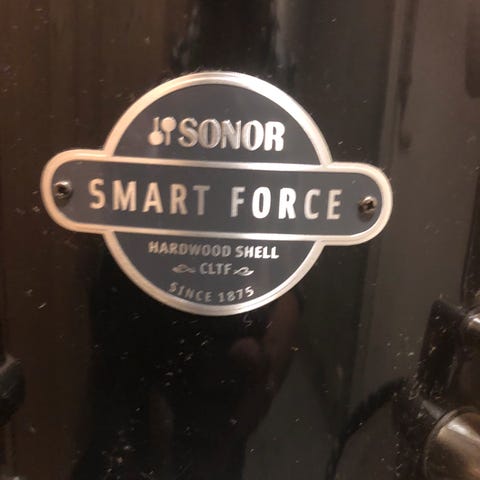 SONOR
SMART FORCE
HARDWOOD SHELL
CLTF
SINCE 1875